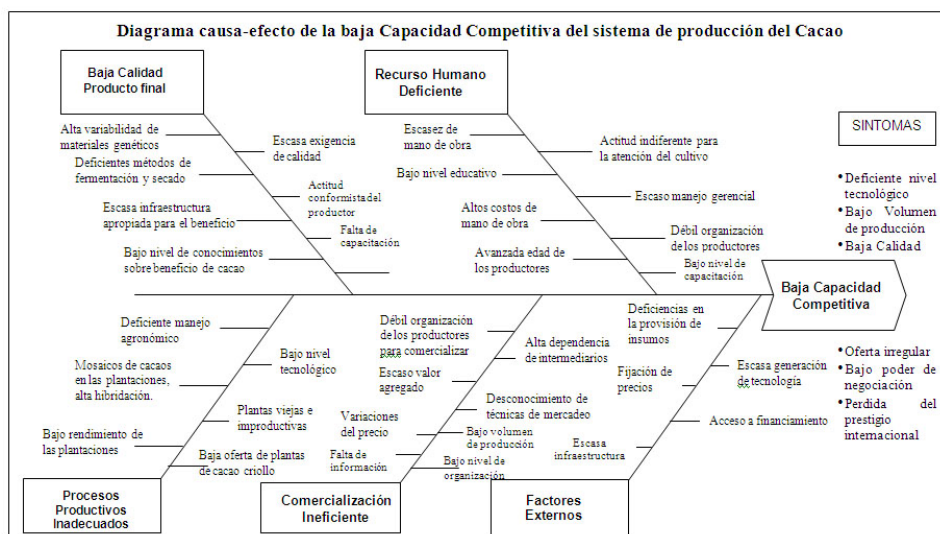 Diagrama causa-efecto de la baja Capacidad Competitiva del sistema de producción del Cacao
Baja Calidad
Producto final
Alta variabilidad de
materiales genéticos
Deficientes métodos de
fermentación y secado
Escasa infraestructura
apropiada para el beneficio
Bajo nivel de conocimientos
sobre beneficio de cacao
Escasa exigencia
de calidad
Actitud
conformista del
productor
Falta de
capacitación
Recurso Humano
Deficiente
Escasez de
mano de obra
Bajo nivel educativo
Altos costos de
mano de obra
Avanzada edad de
los productores
Actitud indiferente para
la atención del cultivo
Escaso manejo gerencial
Débil organización
de los productores
Bajo nivel de
capacitación
SINTOMAS
•Deficiente nivel
tecnológico
•Bajo Volumen
de producción
•Baja Calidad
Baja Capacidad
Competitiva
•Oferta irregular
•Bajo poder de
negociación
•Perdida del
prestigio
internacional
Deficiente manejo
agronómico
Mosaicos de cacaos
en las plantaciones,
alta hibridación.
Bajo rendimiento de
las plantaciones
Bajo nivel
tecnológico
Plantas viejas e
improductivas
Baja oferta de plantas
de cacao criollo
Procesos
Productivos
Inadecuados
Débil organización
de los productores
para comercializar
Escaso valor
agregado
Variaciones
del precio
Falta de
información
Alta dependencia
de intermediarios
Desconocimiento de
técnicas de mercadeo
Bajo volumen
de producción
Bajo nivel de
organización
Comercialización
Ineficiente
Deficiencias en
la provisión de
insumos
Fijación de
precios
Escasa
infraestructura
Escasa generación
de tecnología
Acceso a financiamiento
Factores
Externos